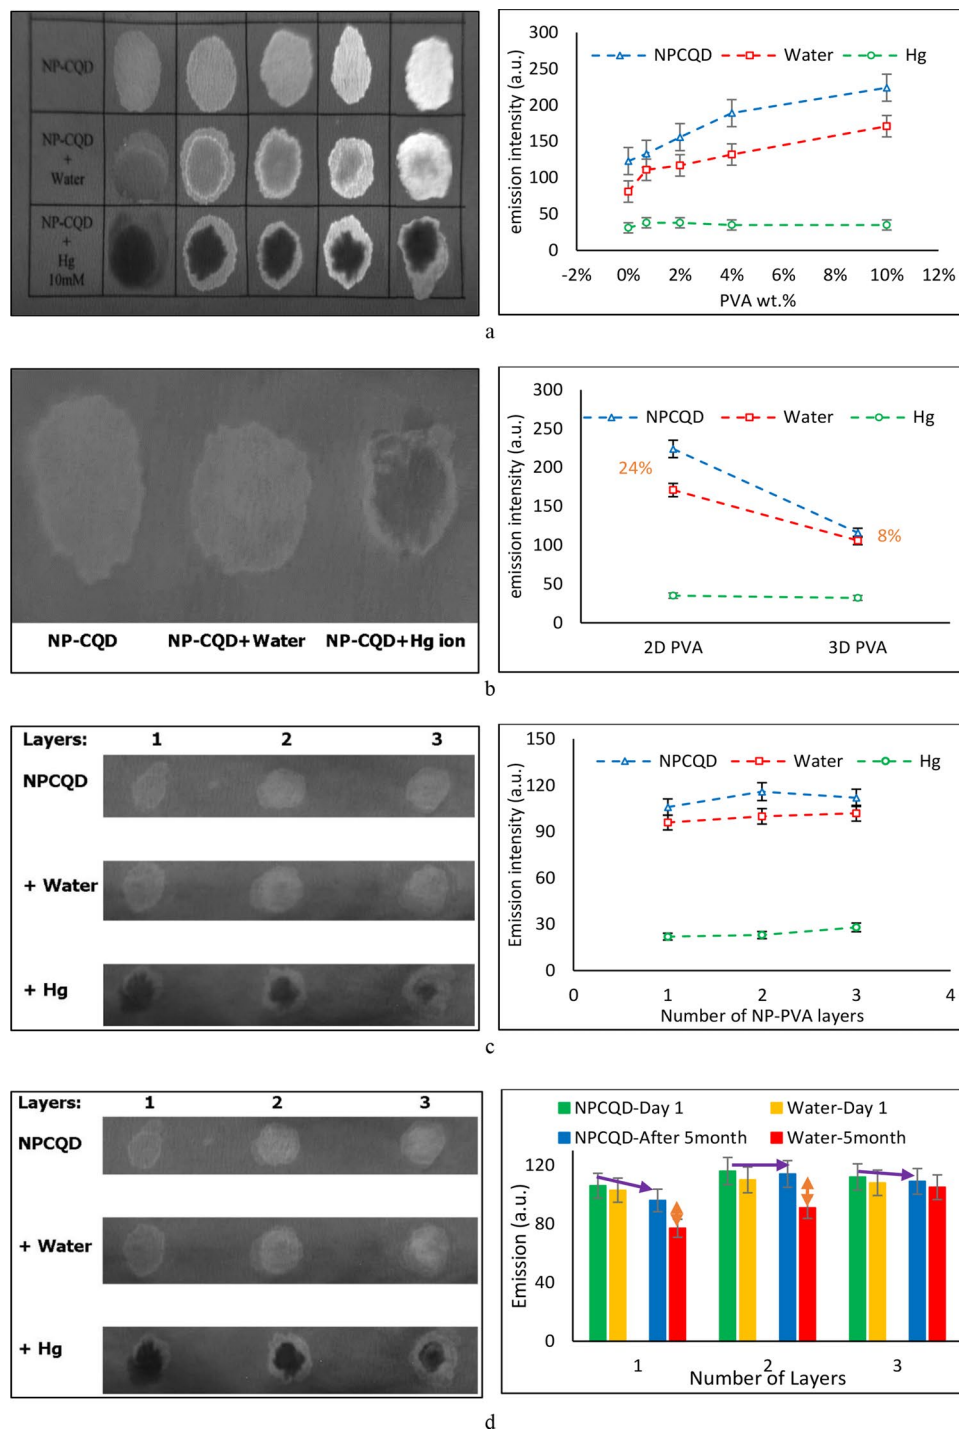 NP-CQD
NP-CQD
+
Water
NP-CQD
+
Hg
10mM
emission intensity (a.u.)
300
250
200
150
100
50
0
NPCQD
Water
Hg
-2%
0%
2%
4%
6%
8%
10%
12%
PVA wt.%
a
NP-CQD
NP-CQD+Water
NP-CQD+Hg ion
emission intensity (a.u.)
300
250
200
150
100
50
0
NPCQD
Water
Hg
24%
8%
2D PVA
3D PVA
b
Layers:
1
2
3
NPCQD
+ Water
+ Hg
Emission intensity (a.u.)
150
120
90
60
30
0
NPCQD
Water
Hg
0
1
2
3
4
Number of NP-PVA layers
c
Layers:
1
2
3
NPCQD
+ Water
+ Hg
NPCQD-Day 1
Water-Day 1
NPCQD-After 5month
Water-5month
Emission (a.u.)
120
80
40
0
1
2
3
Number of Layers
d